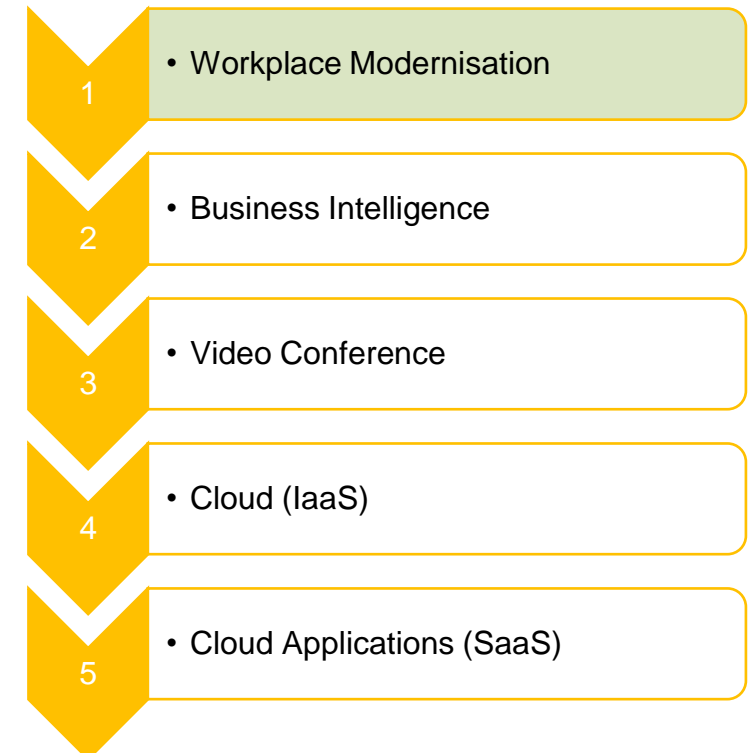 1
• Workplace Modernisation
2
• Business Intelligence
3
• Video Conference
4
• Cloud (IaaS)
5
• Cloud Applications (SaaS)